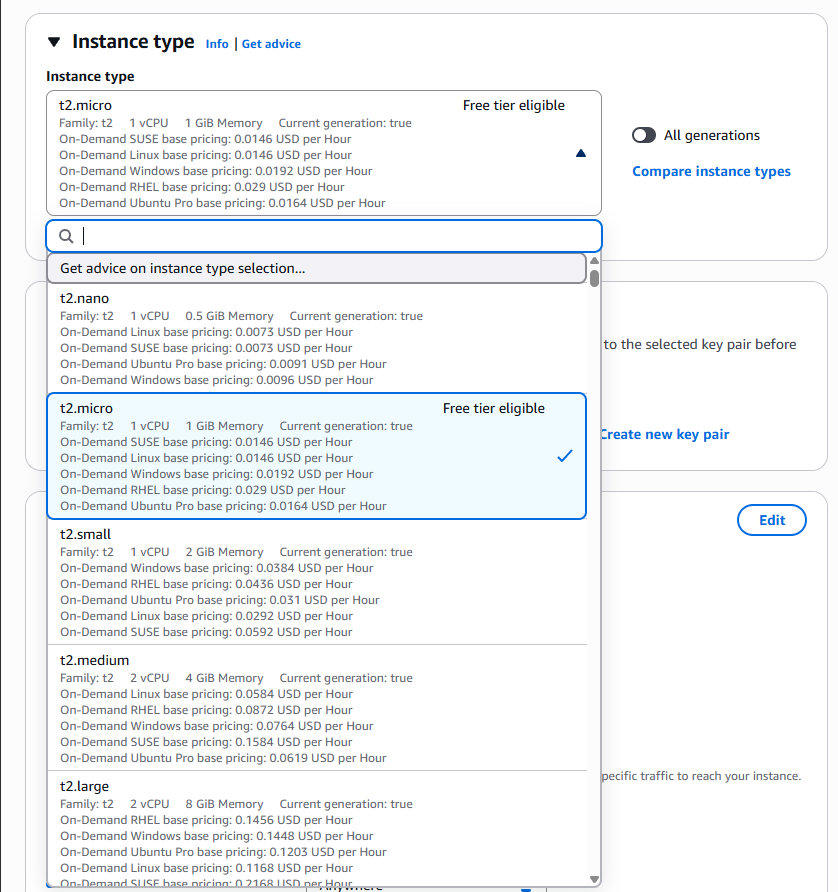 Instance type Info | Get advice
Instance type
t2.micro Free tier eligible
Family: t2 1 vCPU 1 GiB Memory Current generation: true
On-Demand SUSE base pricing: 0.0146 USD per Hour
On-Demand Linux base pricing: 0.0146 USD per Hour
On-Demand Windows base pricing: 0.0192 USD per Hour
On-Demand RHEL base pricing: 0.029 USD per Hour
On-Demand Ubuntu Pro base pricing: 0.0164 USD per Hour
All generations
Compare instance types
Get advice on instance type selection...
t2.nano
Family: t2 1 vCPU 0.5 GiB Memory Current generation: true
On-Demand Linux base pricing: 0.0073 USD per Hour
On-Demand SUSE base pricing: 0.0073 USD per Hour
On-Demand Ubuntu Pro base pricing: 0.0091 USD per Hour
On-Demand Windows base pricing: 0.0096 USD per Hour
to the selected key pair before
t2.micro Free tier eligible
Family: t2 1 vCPU 1 GiB Memory Current generation: true
On-Demand SUSE base pricing: 0.0146 USD per Hour
On-Demand Linux base pricing: 0.0146 USD per Hour
On-Demand Windows base pricing: 0.0192 USD per Hour
On-Demand RHEL base pricing: 0.029 USD per Hour
On-Demand Ubuntu Pro base pricing: 0.0164 USD per Hour
Create new key pair
t2.small
Family: t2 1 vCPU 2 GiB Memory Current generation: true
On-Demand Windows base pricing: 0.0384 USD per Hour
On-Demand RHEL base pricing: 0.0436 USD per Hour
On-Demand Ubuntu Pro base pricing: 0.031 USD per Hour
On-Demand Linux base pricing: 0.0292 USD per Hour
On-Demand SUSE base pricing: 0.0592 USD per Hour
Edit
t2.medium
Family: t2 2 vCPU 4 GiB Memory Current generation: true
On-Demand Linux base pricing: 0.0584 USD per Hour
On-Demand RHEL base pricing: 0.0872 USD per Hour
On-Demand Windows base pricing: 0.0764 USD per Hour
On-Demand SUSE base pricing: 0.1584 USD per Hour
On-Demand Ubuntu Pro base pricing: 0.0619 USD per Hour
pecific traffic to reach your instance.
t2.large
Family: t2 2 vCPU 8 GiB Memory Current generation: true
On-Demand RHEL base pricing: 0.1456 USD per Hour
On-Demand Windows base pricing: 0.1448 USD per Hour
On-Demand Ubuntu Pro base pricing: 0.1203 USD per Hour
On-Demand Linux base pricing: 0.1168 USD per Hour
On-Demand SUSE base pricing: 0.2168 USD per Hour
Anywhere